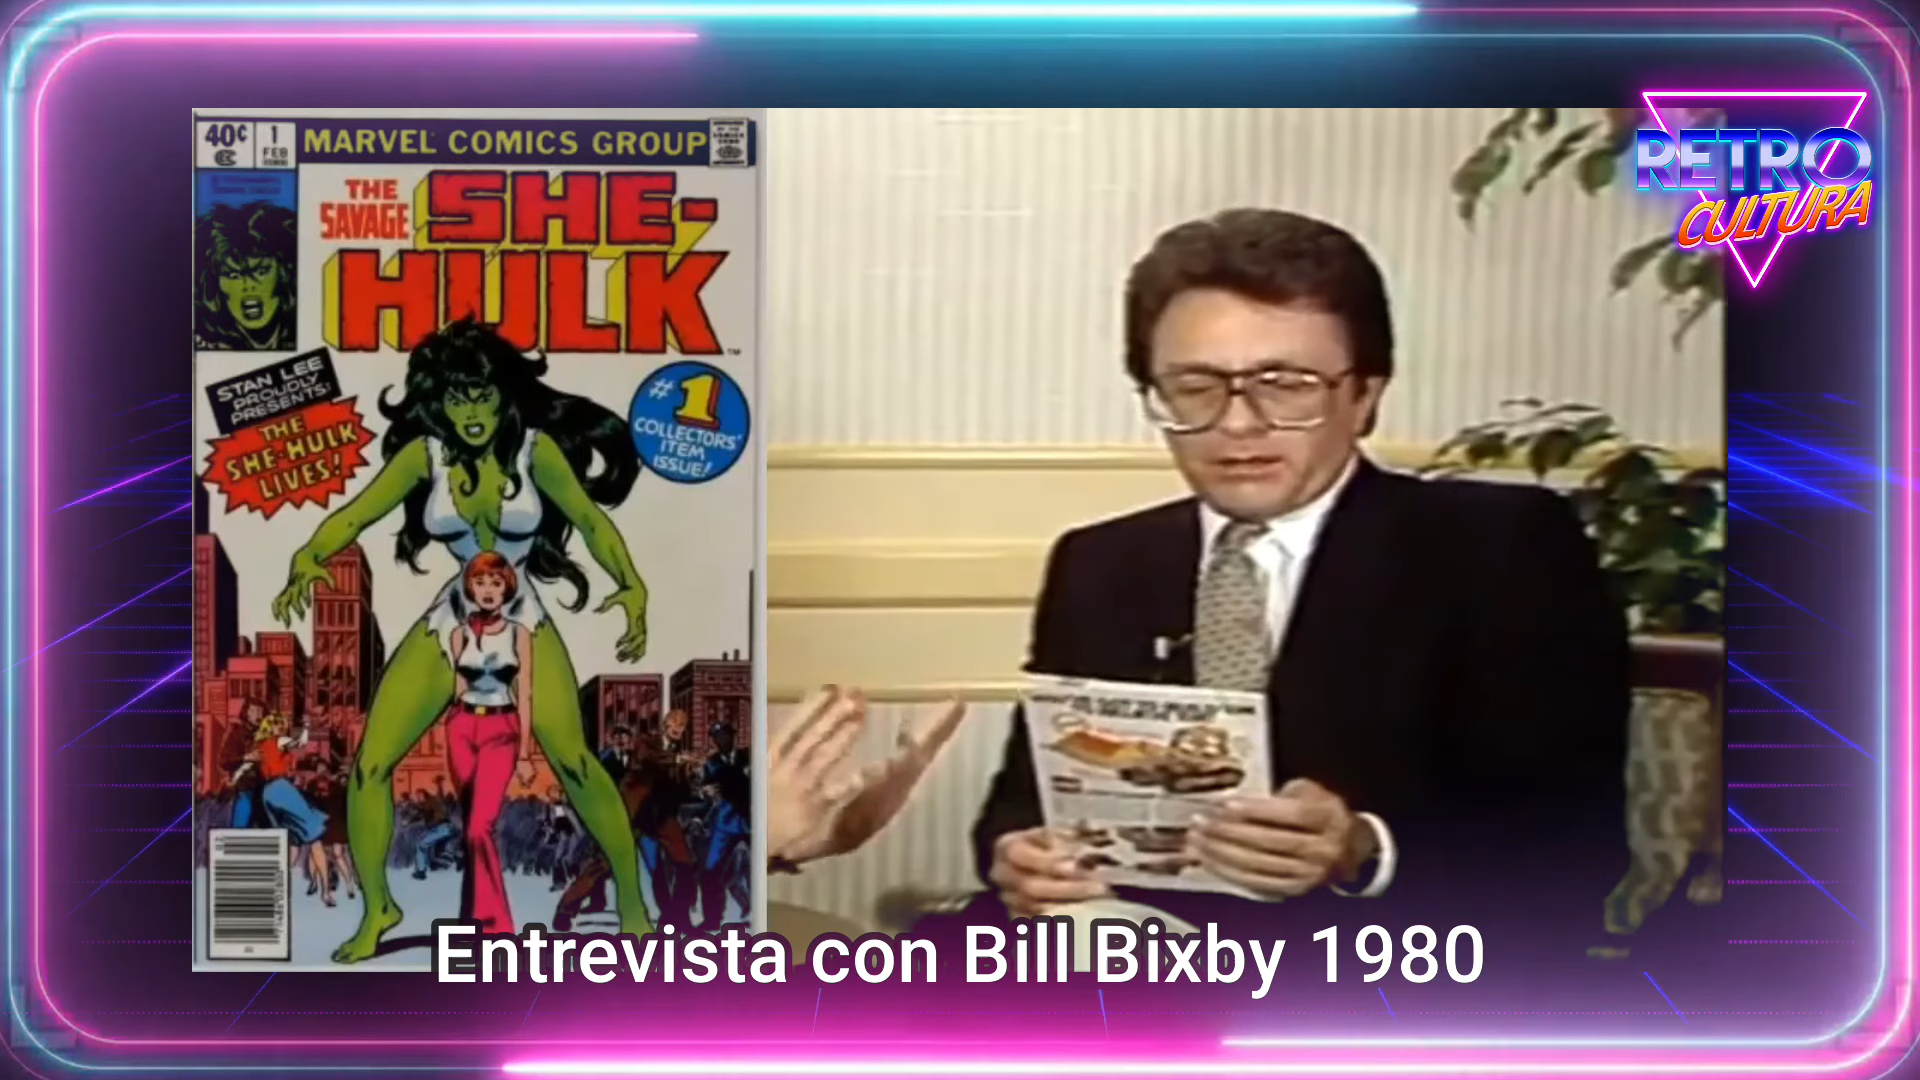 40¢
1
FEB
MARVEL COMICS GROUP
THE
SAVAGE
SHE-
HULK
STAN LEE
PROUDLY
PRESENTS:
THE
SHE-HULK
LIVES!
#1
COLLECTORS'
ITEM
ISSUE!
RETRO
CULTURA
Entrevista con Bill Bixby 1980